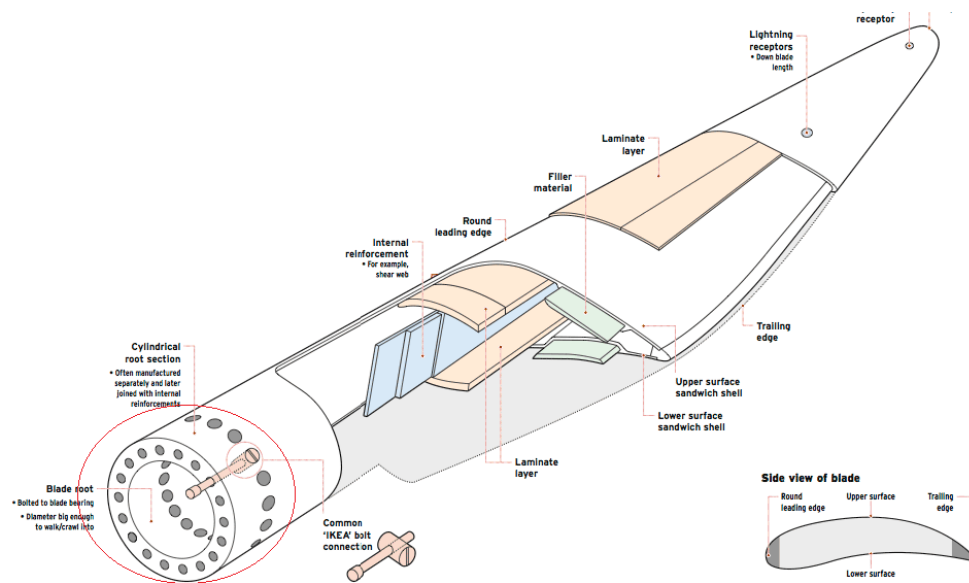 receptor
Lightning
receptors
• Down blade
length
Laminate
layer
Filler
material
Round
leading edge
Internal
reinforcement
• For example,
shear web
Trailing
edge
Cylindrical
root section
• Often manufactured
separately and later
joined with internal
reinforcements
Upper surface
sandwich shell
Lower surface
sandwich shell
Laminate
layer
Blade root
• Bolted to blade bearing
• Diameter big enough
to walk/crawl into
Common
'IKEA' bolt
connection
Side view of blade
Round
leading edge
Upper surface
Trailing
edge
Lower surface